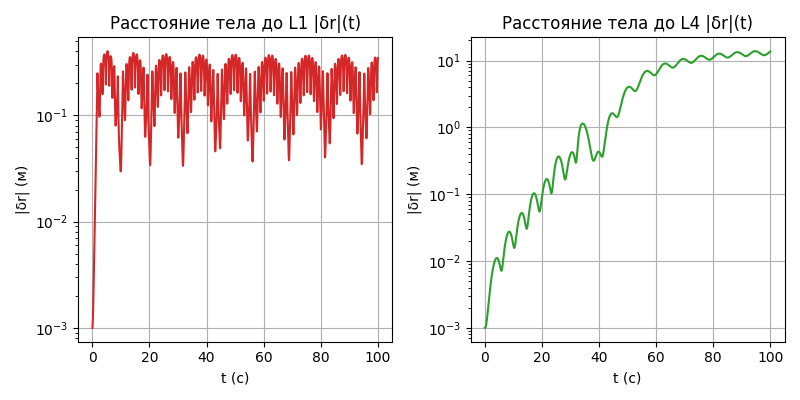 Расстояние тела до L1 |δr|(t)
|δr| (м)
10⁻¹
10⁻²
10⁻³
0 20 40 60 80 100
t (c)
Расстояние тела до L4 |δr|(t)
|δr| (м)
10¹
10⁰
10⁻¹
10⁻²
10⁻³
0 20 40 60 80 100
t (c)